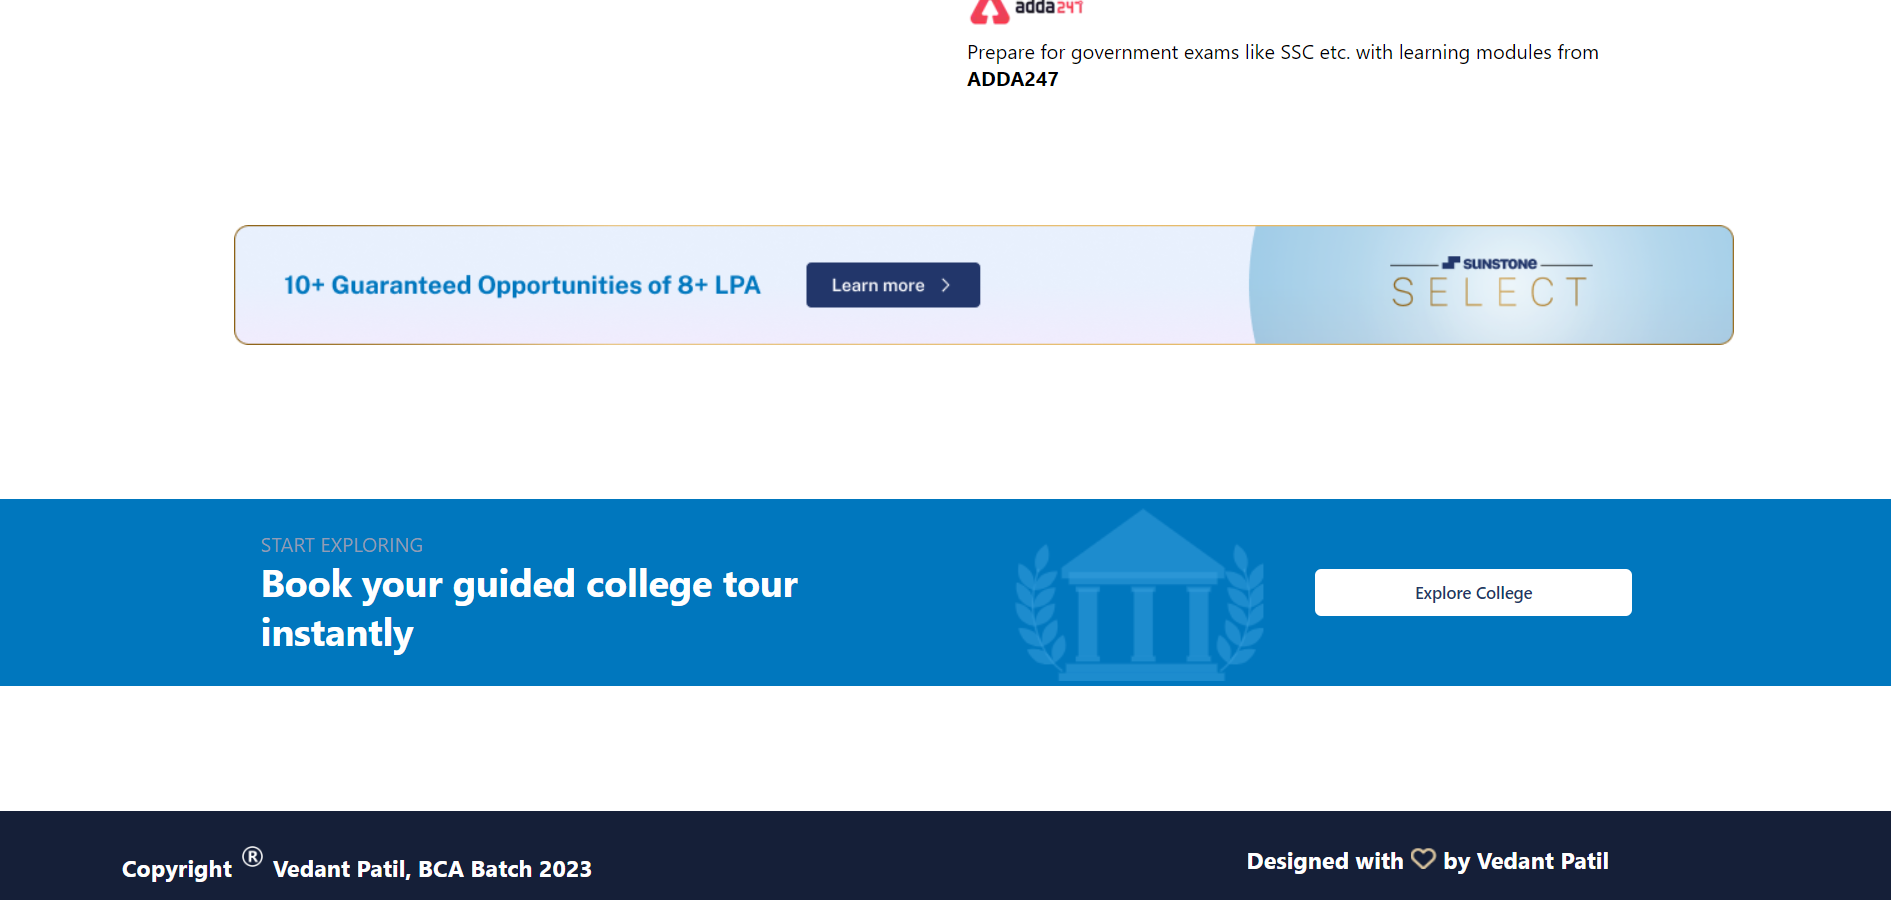 adda247
Prepare for government exams like SSC etc. with learning modules from
ADDA247
10+ Guaranteed Opportunities of 8+ LPA
Learn more
SUNSTONE
SELECT
START EXPLORING
Book your guided college tour
instantly
Explore College
Copyright ® Vedant Patil, BCA Batch 2023
Designed with ♡ by Vedant Patil